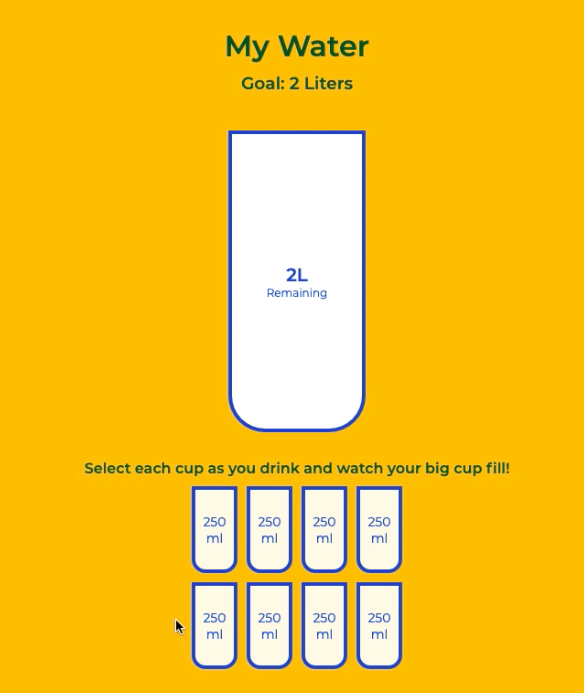 My Water
Goal: 2 Liters
2L
Remaining
Select each cup as you drink and watch your big cup fill!
250 250 250 250
ml ml ml ml
250 250 250 250
ml ml ml ml